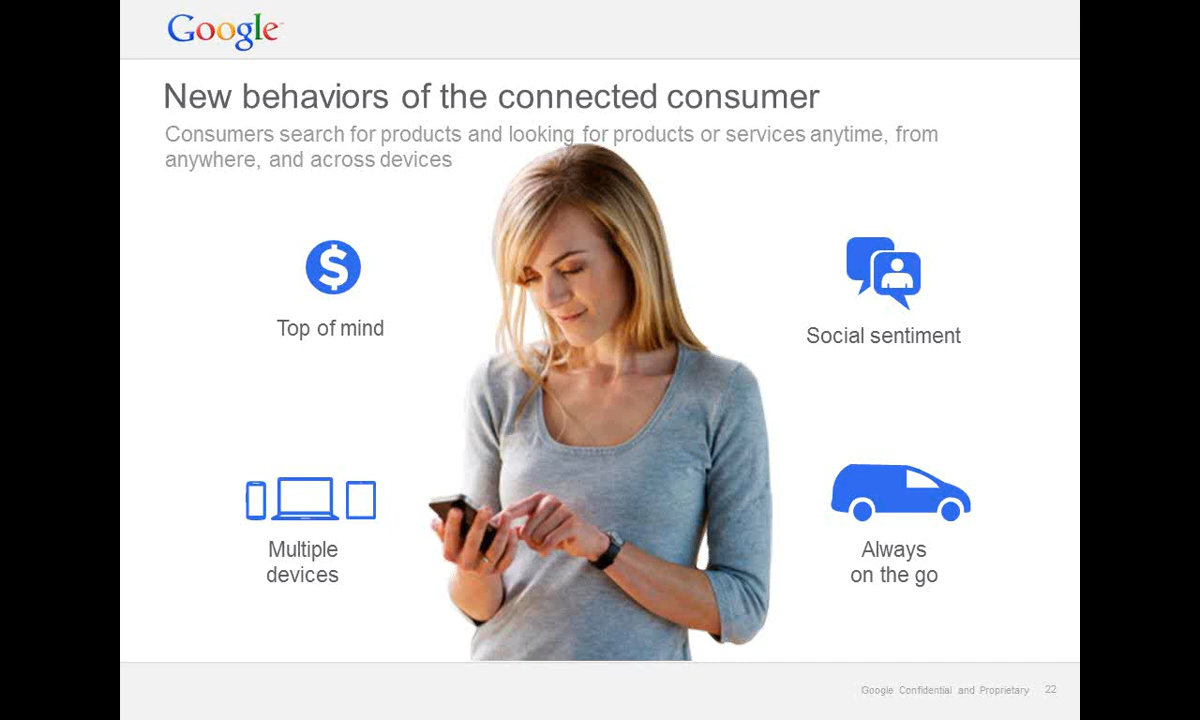 Google
New behaviors of the connected consumer
Consumers search for products and looking for products or services anytime, from
anywhere, and across devices
$
Top of mind
Social sentiment
Multiple
devices
Always
on the go
Google Confidential and Proprietary 22